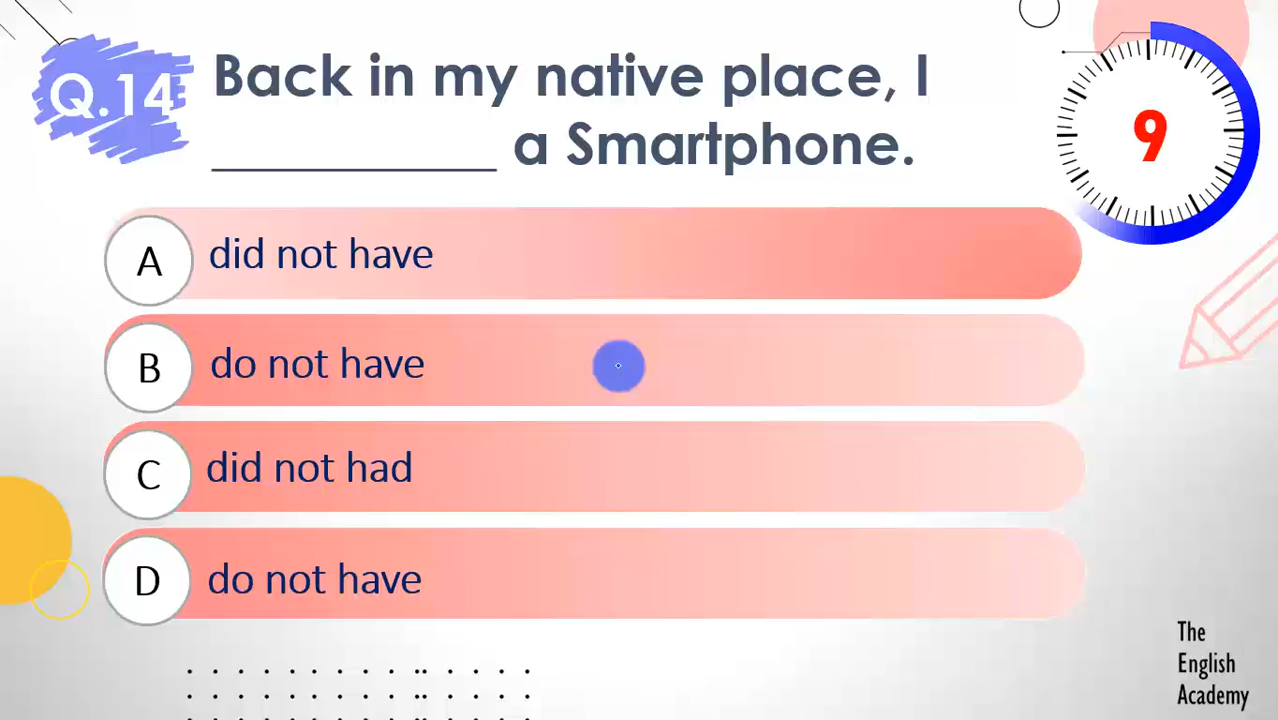 Q.14
Back in my native place, I
__________ a Smartphone.
9
A
did not have
B
do not have
C
did not had
D
do not have
The
English
Academy